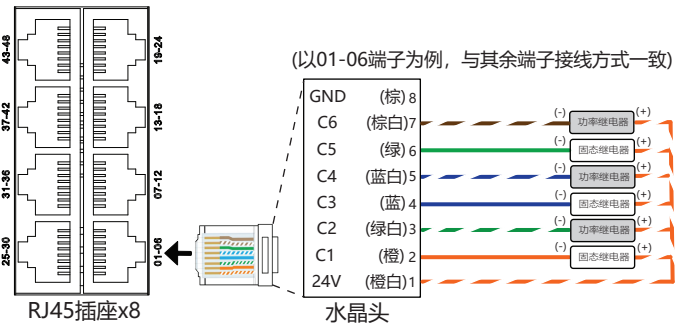 43-48
37-42
31-36
25-30
19-24
13-18
07-12
01-06
RJ45插座x8
(以01-06端子为例，与其余端子接线方式一致)
GND (棕) 8
C6 (棕白)7
C5 (绿) 6
C4 (蓝白)5
C3 (蓝) 4
C2 (绿白)3
C1 (橙) 2
24V (橙白)1
水晶头
(-) 功率继电器 (+)
(-) 固态继电器 (+)
(-) 功率继电器 (+)
(-) 固态继电器 (+)
(-) 功率继电器 (+)
(-) 固态继电器 (+)